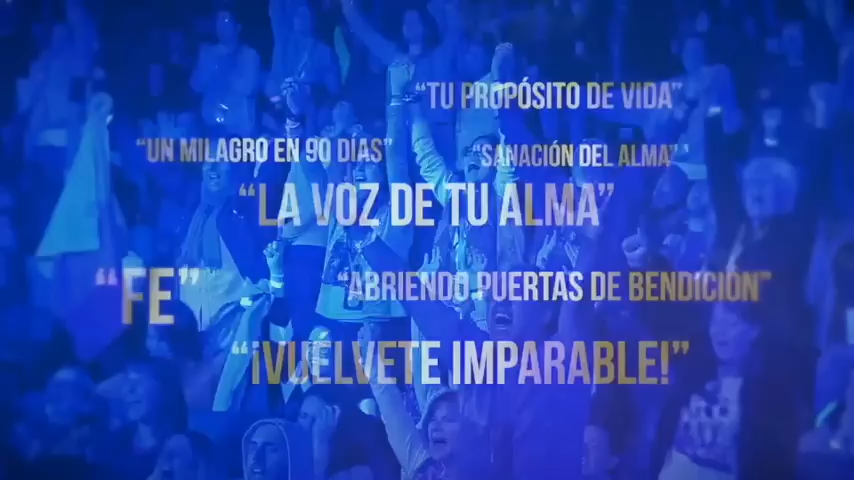 “TU PROPÓSITO DE VIDA”
“UN MILAGRO EN 90 DÍAS”
“SANACIÓN DEL ALMA”
“LA VOZ DE TU ALMA”
“FE”
“ABRIENDO PUERTAS DE BENDICIÓN”
“¡VUELVETE IMPARABLE!”